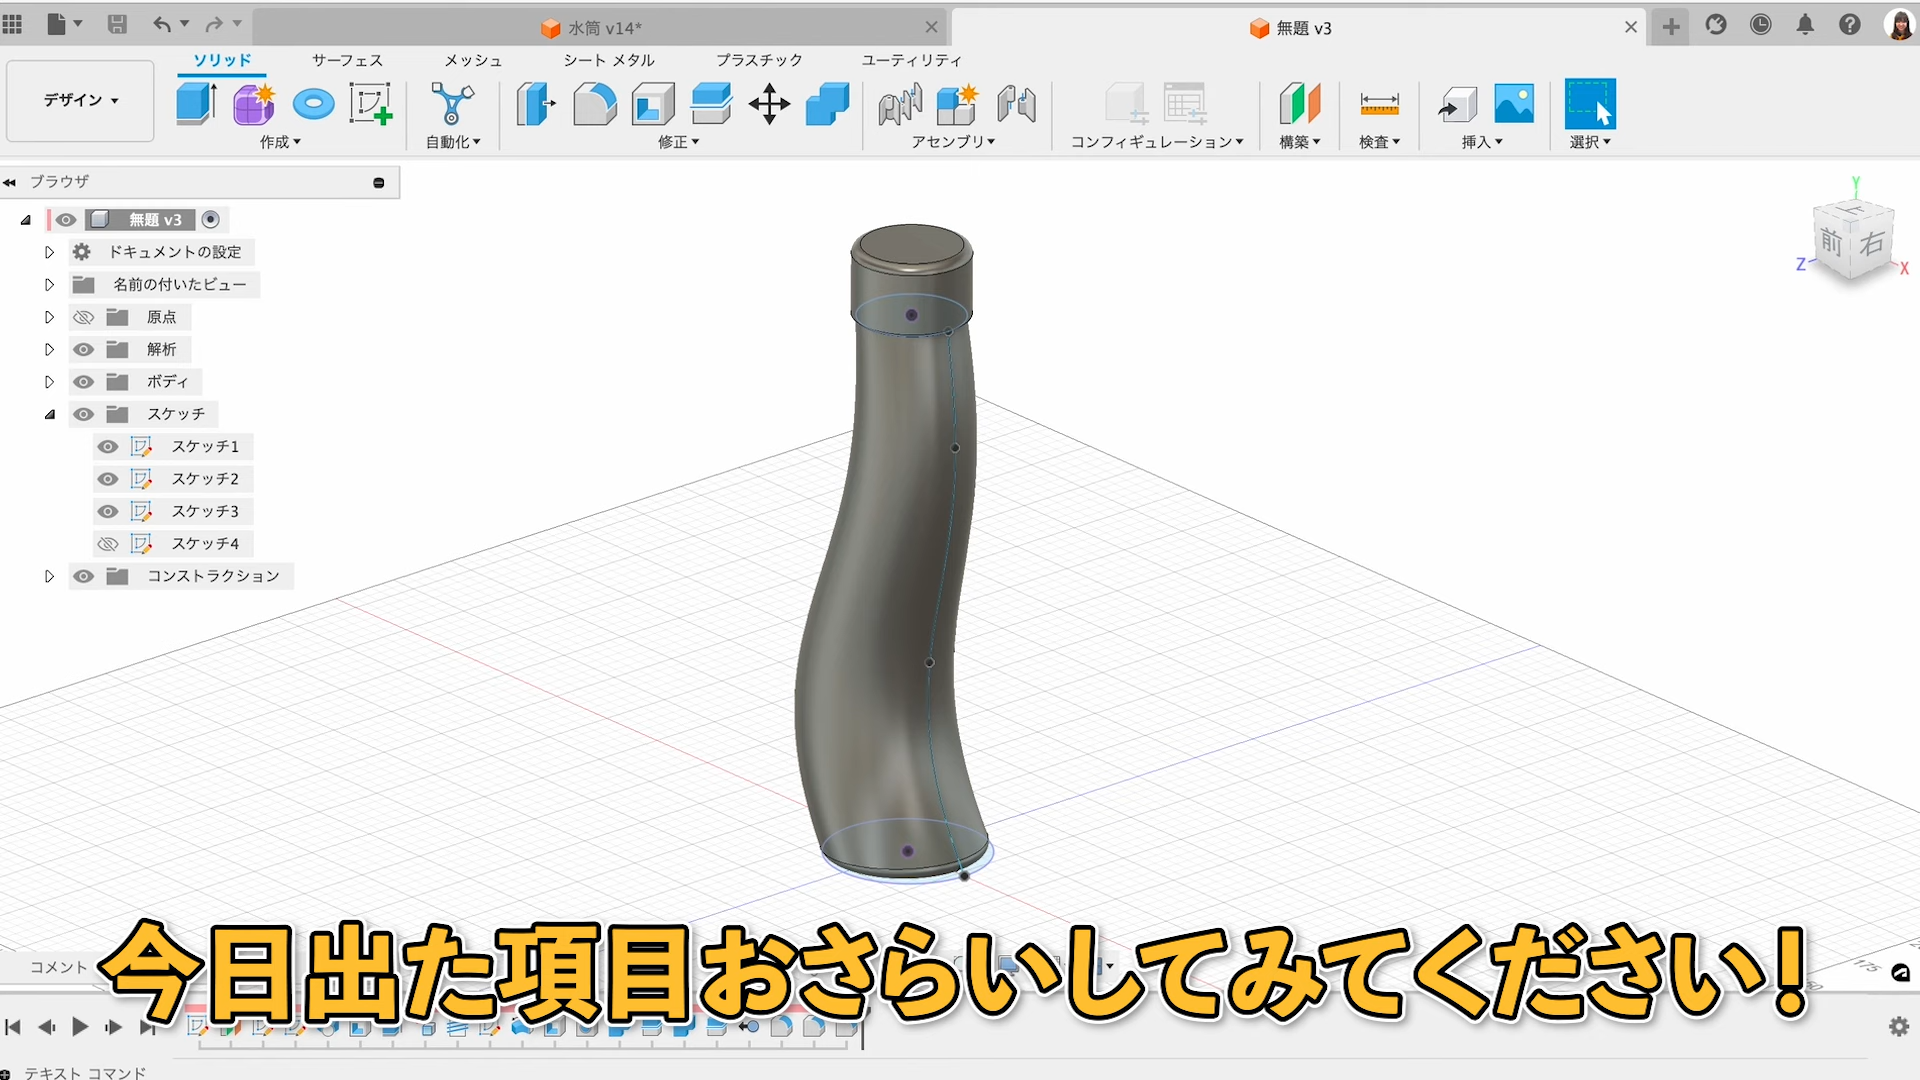 水筒 v14*
無題 v3
デザイン
ソリッド
サーフェス
メッシュ
シート メタル
プラスチック
ユーティリティ
作成
自動化
修正
アセンブリ
コンフィギュレーション
構築
検査
挿入
選択
ブラウザ
無題 v3
ドキュメントの設定
名前の付いたビュー
原点
解析
ボディ
スケッチ
スケッチ1
スケッチ2
スケッチ3
スケッチ4
コンストラクション
Y
上
前
右
Z
X
175
コメント
今日出た項目おさらいしてみてください！
テキスト コマンド